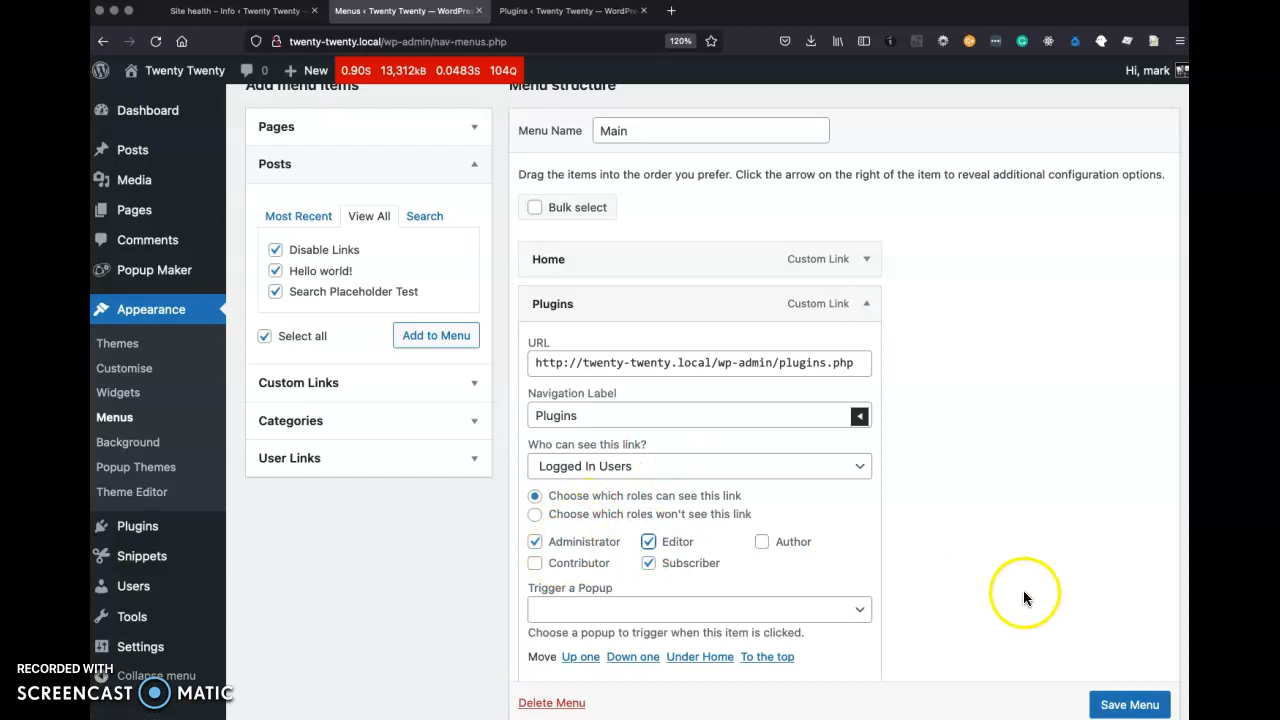 Site health – Info ‹ Twenty Twenty –
Menus ‹ Twenty Twenty — WordPre
Plugins ‹ Twenty Twenty — WordPr
twenty-twenty.local/wp-admin/nav-menus.php
120%
Twenty Twenty
0
New
0.90S 13,312kB 0.0483S 104Q
Hi, mark
Dashboard
Posts
Media
Pages
Comments
Popup Maker
Appearance
Themes
Customise
Widgets
Menus
Background
Popup Themes
Theme Editor
Plugins
Snippets
Users
Tools
Settings
Collapse menu
Add menu items
Pages
Posts
Most Recent
View All
Search
Disable Links
Hello world!
Search Placeholder Test
Select all
Add to Menu
Custom Links
Categories
User Links
Menu structure
Menu Name
Main
Drag the items into the order you prefer. Click the arrow on the right of the item to reveal additional configuration options.
Bulk select
Home
Custom Link
Plugins
Custom Link
URL
http://twenty-twenty.local/wp-admin/plugins.php
Navigation Label
Plugins
Who can see this link?
Logged In Users
Choose which roles can see this link
Choose which roles won't see this link
Administrator
Editor
Author
Contributor
Subscriber
Trigger a Popup
Choose a popup to trigger when this item is clicked.
Move Up one Down one Under Home To the top
Delete Menu
Save Menu
RECORDED WITH
SCREENCAST MATIC